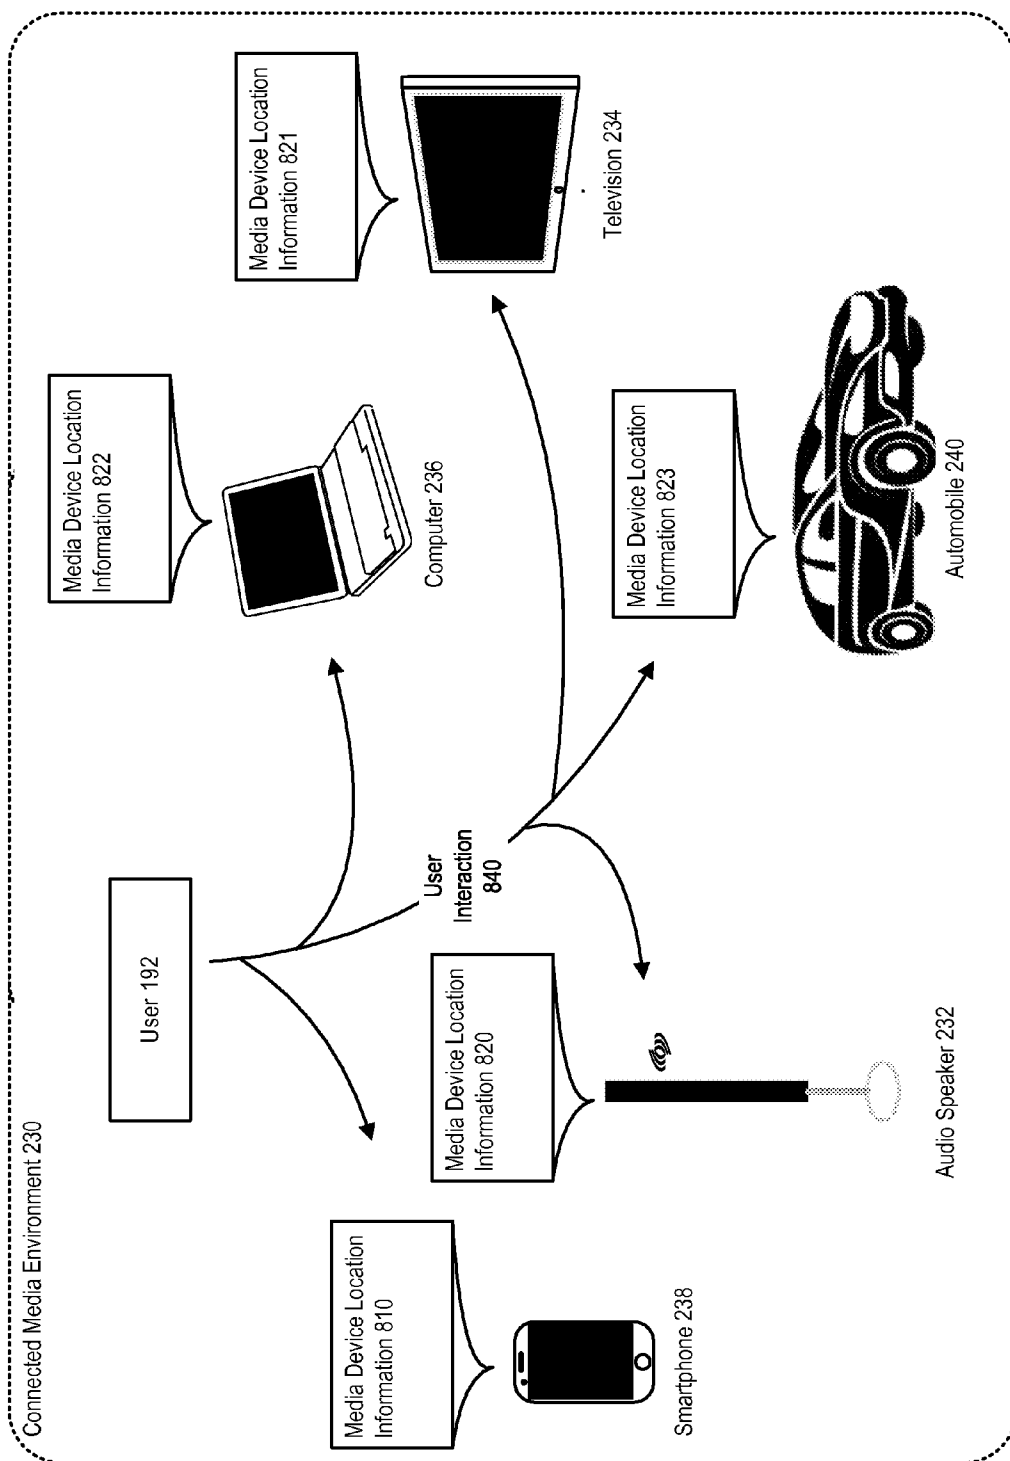 Connected Media Environment 230
User 192
Media Device Location
Information 822
Media Device Location
Information 821
Computer 236
Television 234
User
Interaction
840
Media Device Location
Information 810
Media Device Location
Information 820
Media Device Location
Information 823
Smartphone 238
Audio Speaker 232
Automobile 240